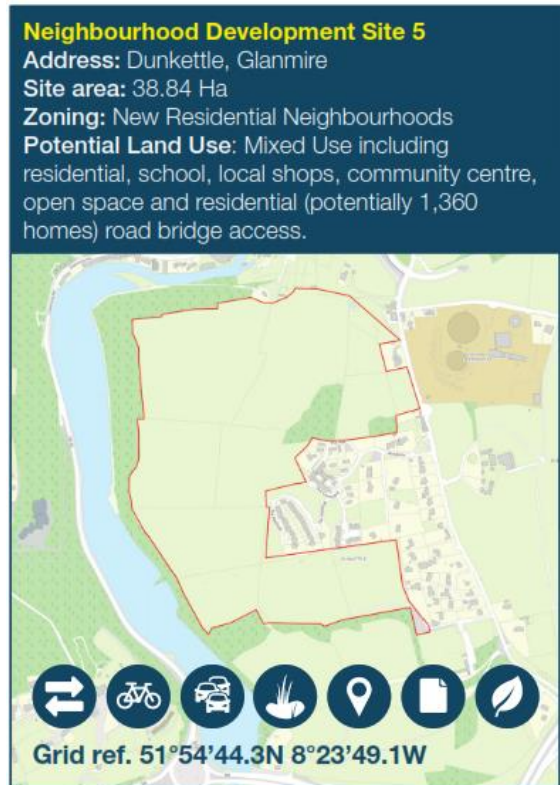 Neighbourhood Development Site 5
Address: Dunkettle, Glanmire
Site area: 38.84 Ha
Zoning: New Residential Neighbourhoods
Potential Land Use: Mixed Use including
residential, school, local shops, community centre,
open space and residential (potentially 1,360
homes) road bridge access.
Grid ref. 51°54’44.3N 8°23’49.1W